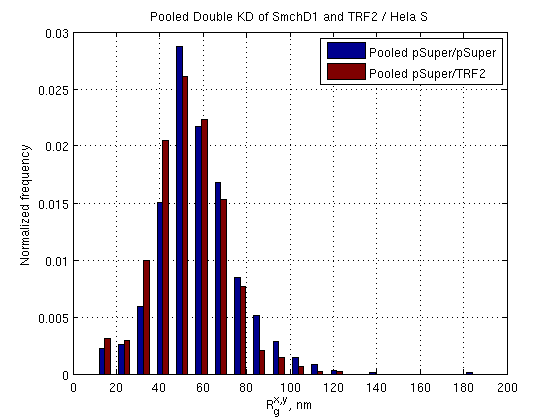 Pooled Double KD of SmchD1 and TRF2 / Hela S
Pooled pSuper/pSuper
Pooled pSuper/TRF2
Normalized frequency
0.03
0.025
0.02
0.015
0.01
0.005
0
0 20 40 60 80 100 120 140 160 180 200
R_g^{x,y}, nm